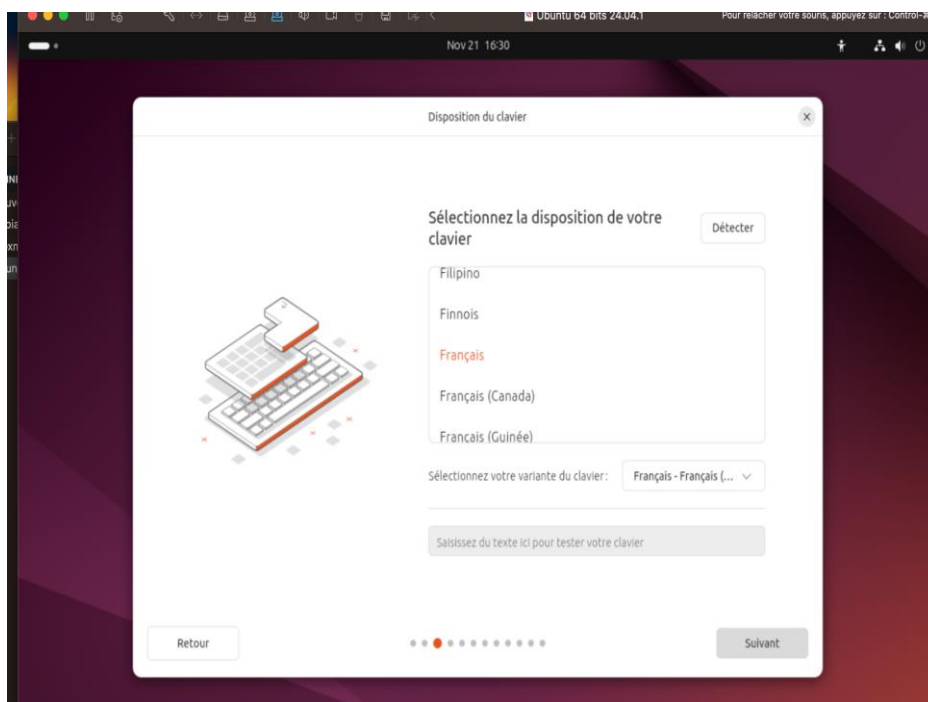 Ubuntu 64 bits 24.04.1
Pour relâcher votre souris, appuyez sur : Control-⌘
Nov 21 16:30
Disposition du clavier
Sélectionnez la disposition de votre
clavier
Détecter
Filipino
Finnois
Français
Français (Canada)
Français (Guinée)
Sélectionnez votre variante du clavier:
Français - Français (...
Saisissez du texte ici pour tester votre clavier
Retour
Suivant